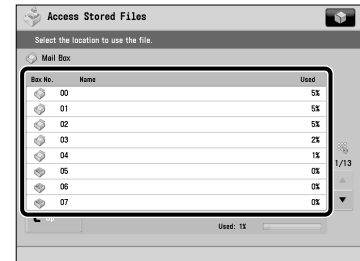 Access Stored Files
Select the location to use the file.
Mail Box
Box No. Name Used
00 5%
01 5%
02 5%
03 2%
04 1%
05 0%
06 0%
07 0%
1/13
Up
Used: 1%